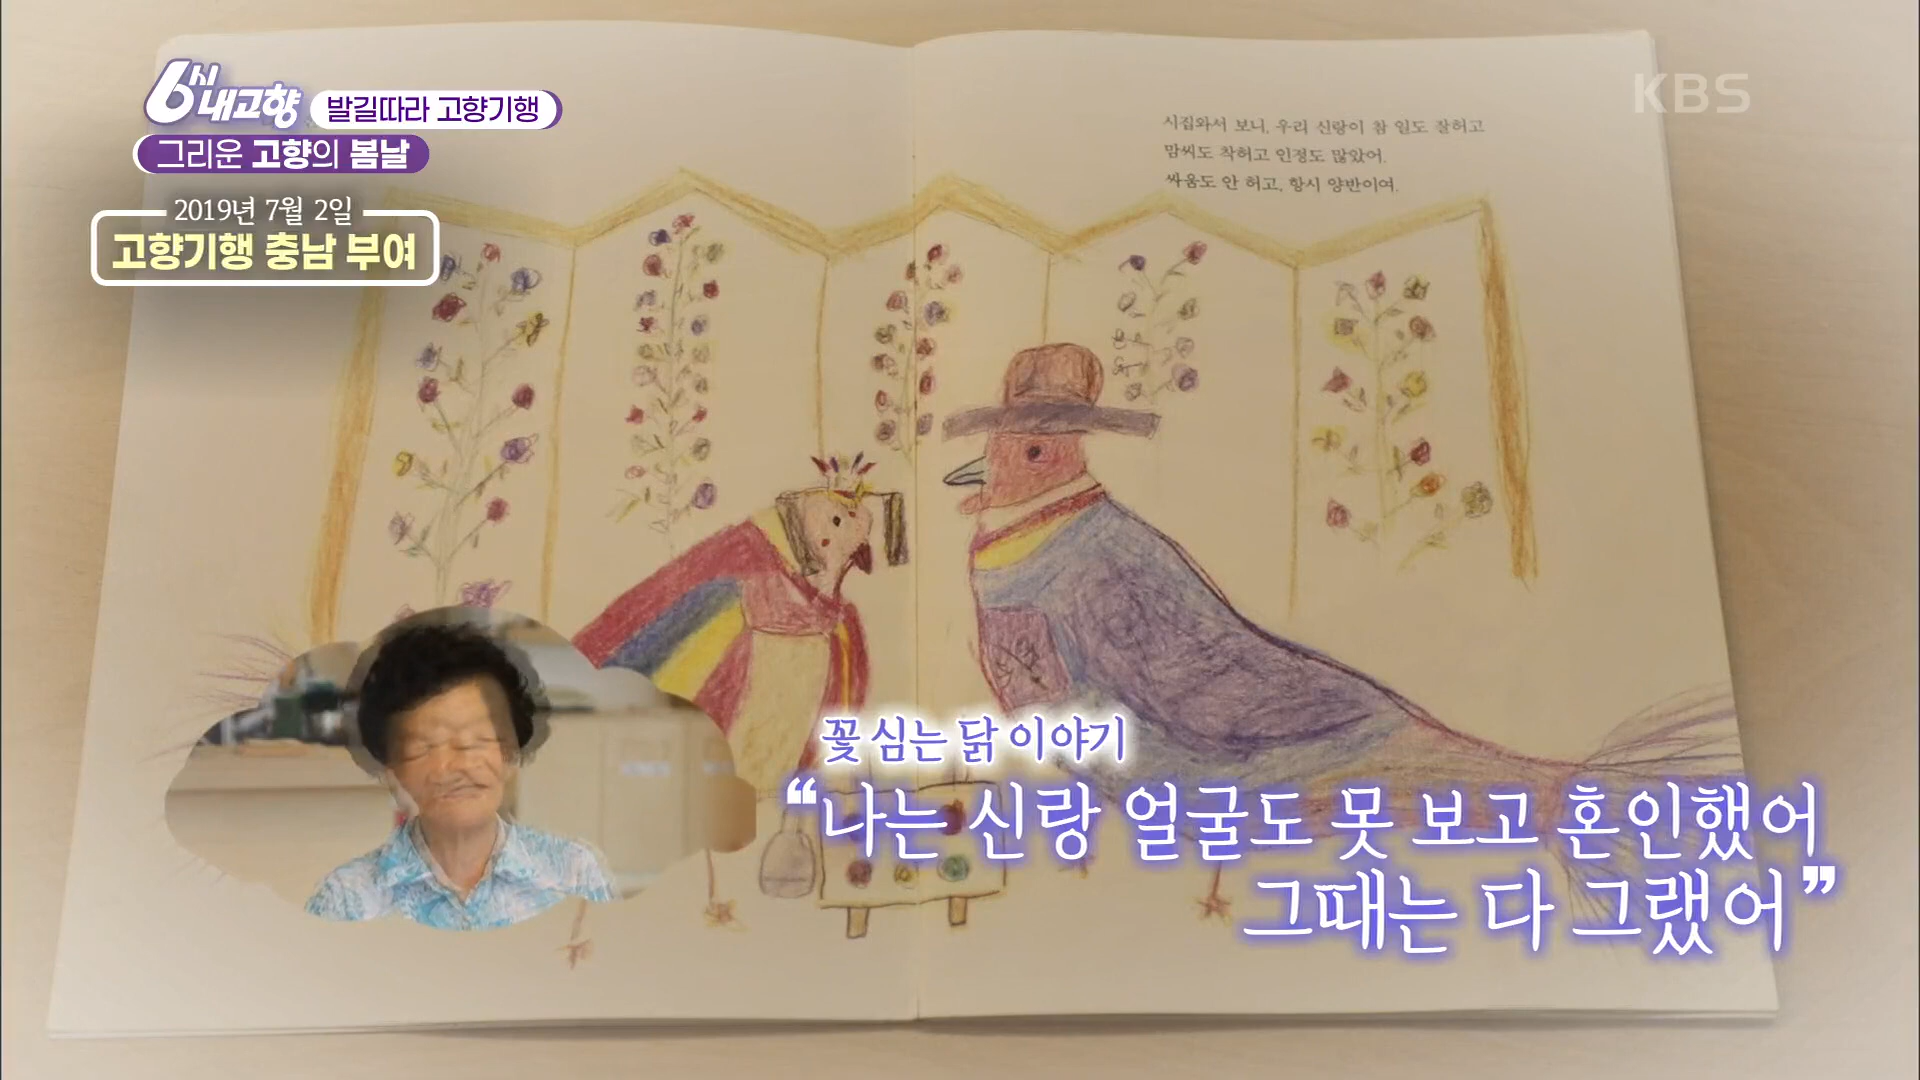 6시 내고향
발길따라 고향기행
그리운 고향의 봄날
2019년 7월 2일
고향기행 충남 부여
KBS
시집와서 보니, 우리 신랑이 참 일도 잘허고
맘씨도 착허고 인정도 많았어.
싸움도 안 허고, 항시 양반이여.
꽃 심는 닭 이야기
“나는 신랑 얼굴도 못 보고 혼인했어
그때는 다 그랬어”